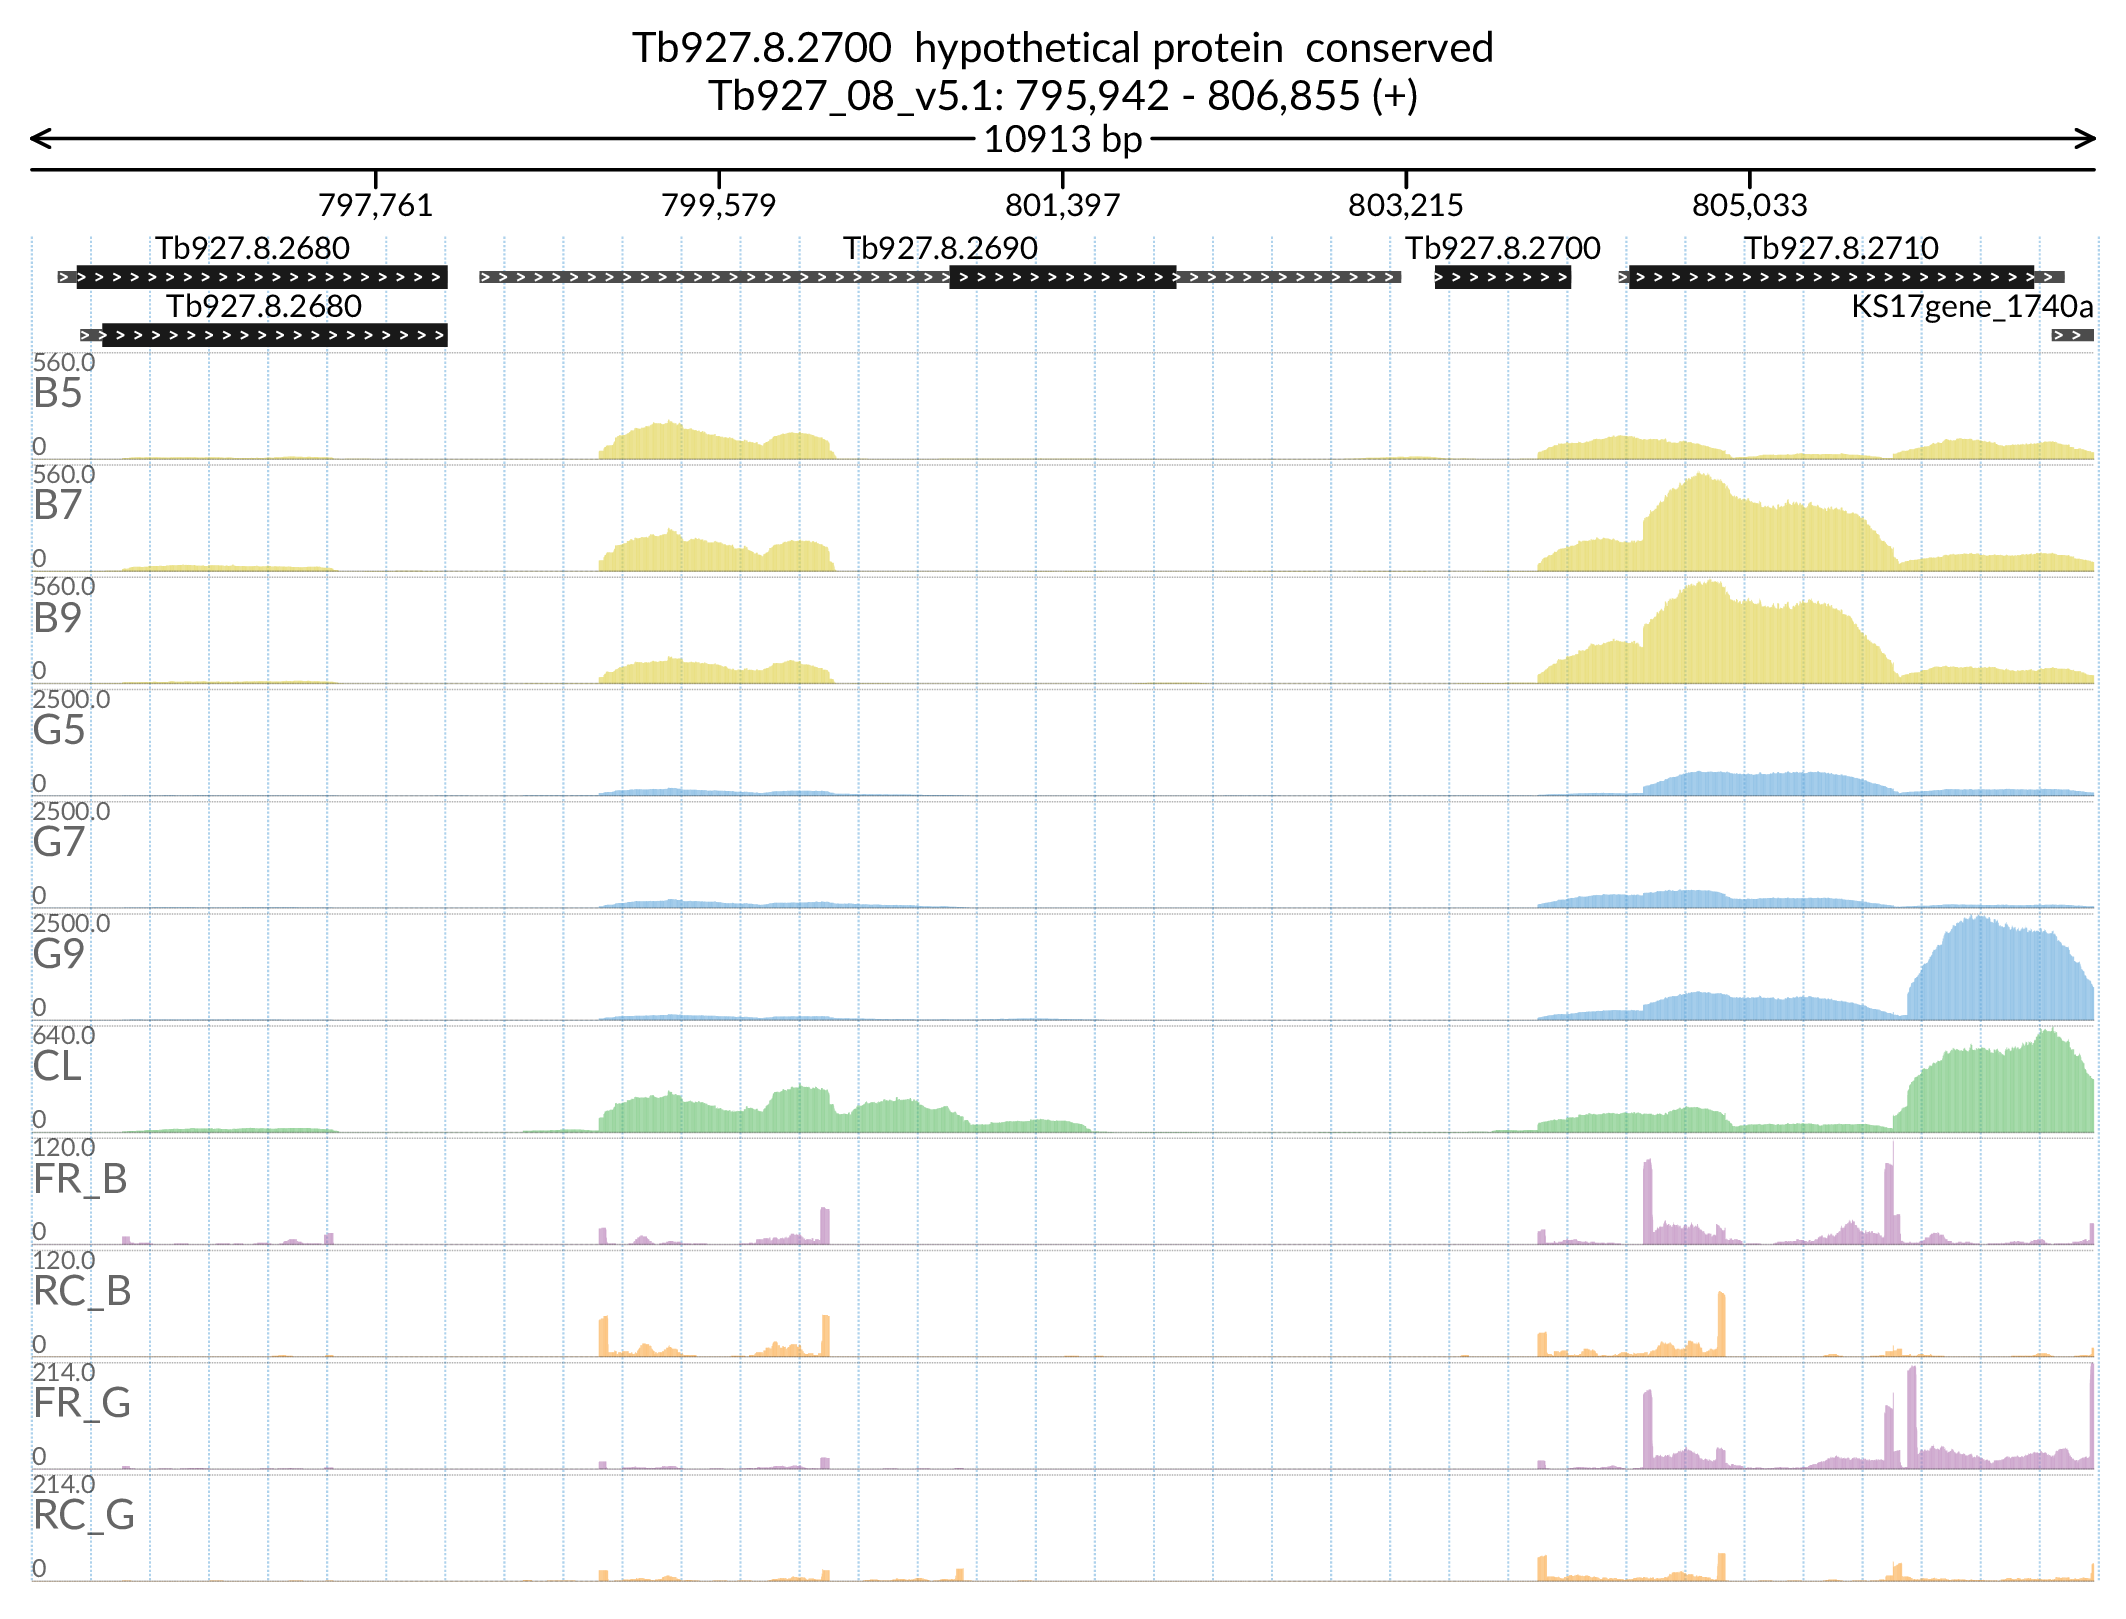 Tb927.8.2700 hypothetical protein conserved
Tb927_08_v5.1: 795,942 - 806,855 (+)
10913 bp
797,761 799,579 801,397 803,215 805,033
Tb927.8.2680 Tb927.8.2690 Tb927.8.2700 Tb927.8.2710
Tb927.8.2680 KS17gene_1740a
560.0
B5
0
560.0
B7
0
560.0
B9
0
2500.0
G5
0
2500.0
G7
0
2500.0
G9
0
640.0
CL
0
120.0
FR_B
0
120.0
RC_B
0
214.0
FR_G
0
214.0
RC_G
0